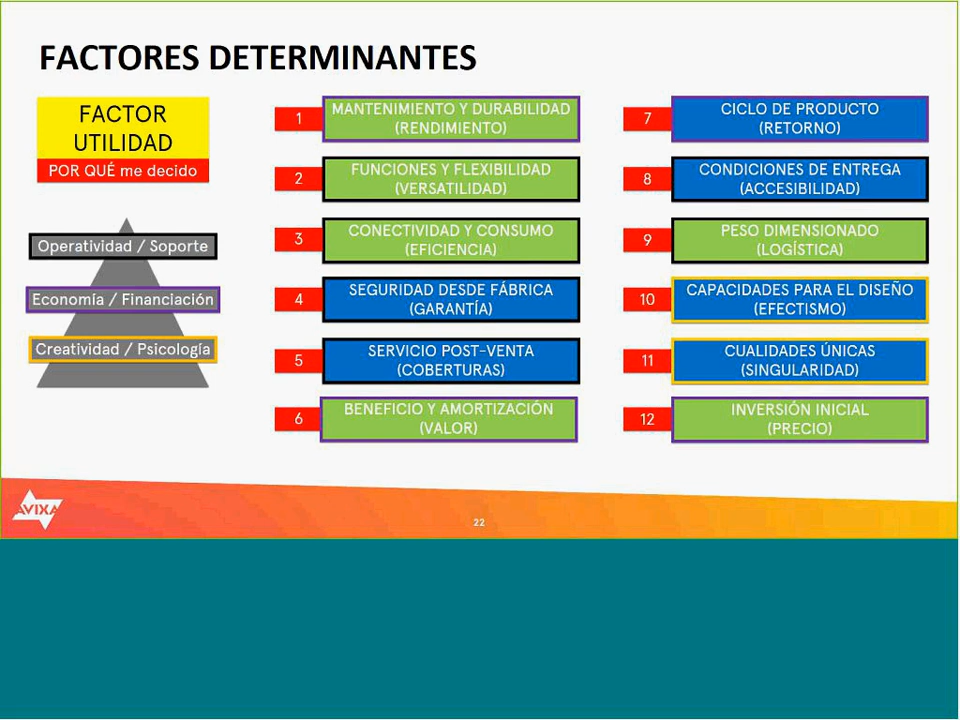 FACTORES DETERMINANTES
FACTOR
UTILIDAD
POR QUÉ me decido
Operatividad / Soporte
Economía / Financiación
Creatividad / Psicología
1
MANTENIMIENTO Y DURABILIDAD
(RENDIMIENTO)
2
FUNCIONES Y FLEXIBILIDAD
(VERSATILIDAD)
3
CONECTIVIDAD Y CONSUMO
(EFICIENCIA)
4
SEGURIDAD DESDE FÁBRICA
(GARANTÍA)
5
SERVICIO POST-VENTA
(COBERTURAS)
6
BENEFICIO Y AMORTIZACIÓN
(VALOR)
7
CICLO DE PRODUCTO
(RETORNO)
8
CONDICIONES DE ENTREGA
(ACCESIBILIDAD)
9
PESO DIMENSIONADO
(LOGÍSTICA)
10
CAPACIDADES PARA EL DISEÑO
(EFECTISMO)
11
CUALIDADES ÚNICAS
(SINGULARIDAD)
12
INVERSIÓN INICIAL
(PRECIO)
AVIXA
22